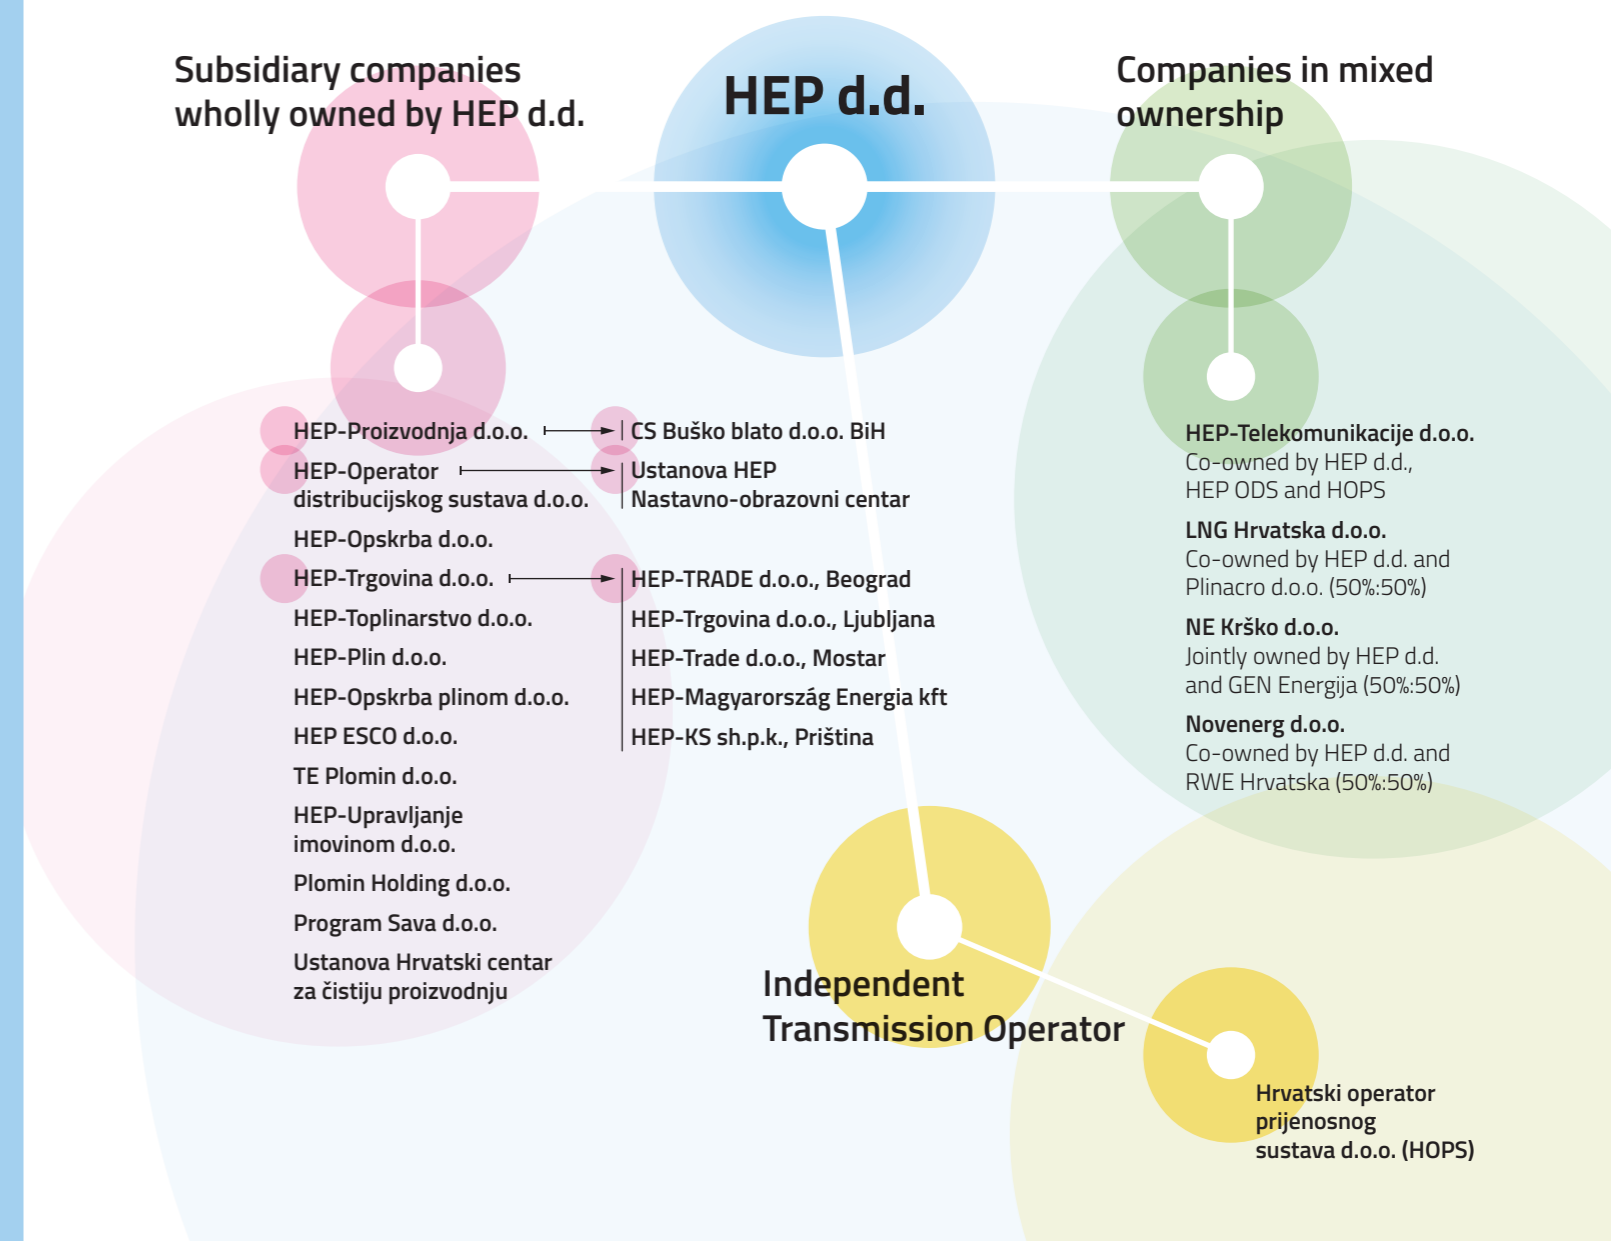 Subsidiary companies
wholly owned by HEP d.d.
HEP d.d.
Companies in mixed
ownership
HEP-Proizvodnja d.o.o.
HEP-Operator
distribucijskog sustava d.o.o.
HEP-Opskrba d.o.o.
HEP-Trgovina d.o.o.
HEP-Toplinarstvo d.o.o.
HEP-Plin d.o.o.
HEP-Opskrba plinom d.o.o.
HEP ESCO d.o.o.
TE Plomin d.o.o.
HEP-Upravljanje
imovinom d.o.o.
Plomin Holding d.o.o.
Program Sava d.o.o.
Ustanova Hrvatski centar
za čistiju proizvodnju
CS Buško blato d.o.o. BiH
Ustanova HEP
Nastavno-obrazovni centar
HEP-TRADE d.o.o., Beograd
HEP-Trgovina d.o.o., Ljubljana
HEP-Trade d.o.o., Mostar
HEP-Magyarország Energia kft
HEP-KS sh.p.k., Priština
HEP-Telekomunikacije d.o.o.
Co-owned by HEP d.d.,
HEP ODS and HOPS
LNG Hrvatska d.o.o.
Co-owned by HEP d.d. and
Plinacro d.o.o. (50%:50%)
NE Krško d.o.o.
Jointly owned by HEP d.d.
and GEN Energija (50%:50%)
Novenerg d.o.o.
Co-owned by HEP d.d. and
RWE Hrvatska (50%:50%)
Independent
Transmission Operator
Hrvatski operator
prijenosnog
sustava d.o.o. (HOPS)